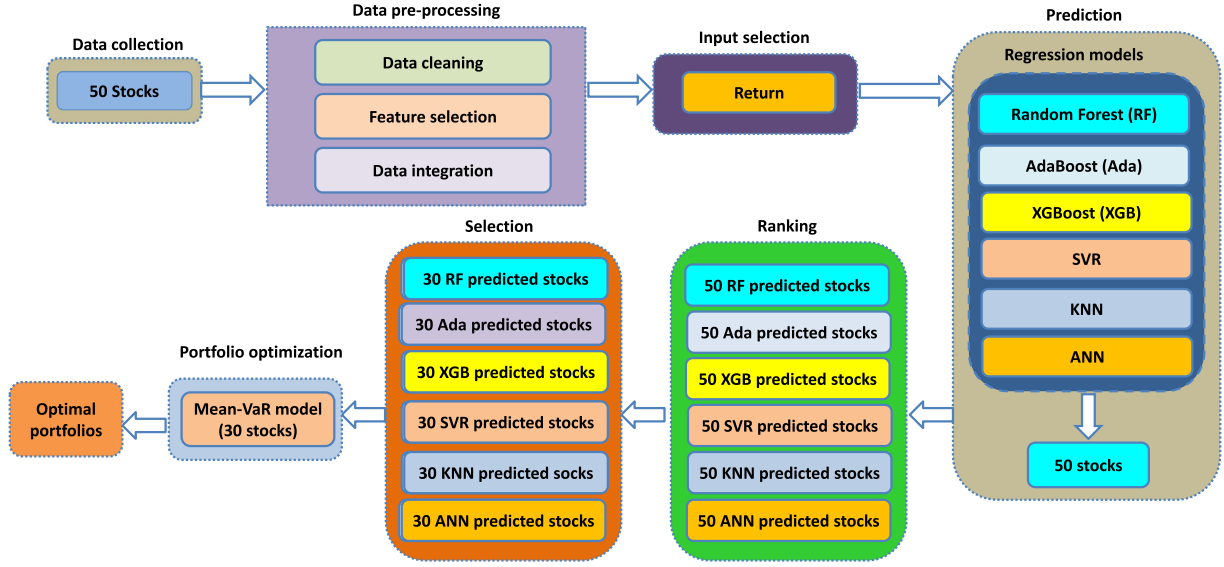 Data collection
50 Stocks
Data pre-processing
Data cleaning
Feature selection
Data integration
Input selection
Return
Prediction
Regression models
Random Forest (RF)
AdaBoost (Ada)
XGBoost (XGB)
SVR
KNN
ANN
50 stocks
Ranking
50 RF predicted stocks
50 Ada predicted stocks
50 XGB predicted stocks
50 SVR predicted stocks
50 KNN predicted stocks
50 ANN predicted stocks
Selection
30 RF predicted stocks
30 Ada predicted stocks
30 XGB predicted stocks
30 SVR predicted stocks
30 KNN predicted socks
30 ANN predicted stocks
Portfolio optimization
Mean-VaR model
(30 stocks)
Optimal
portfolios